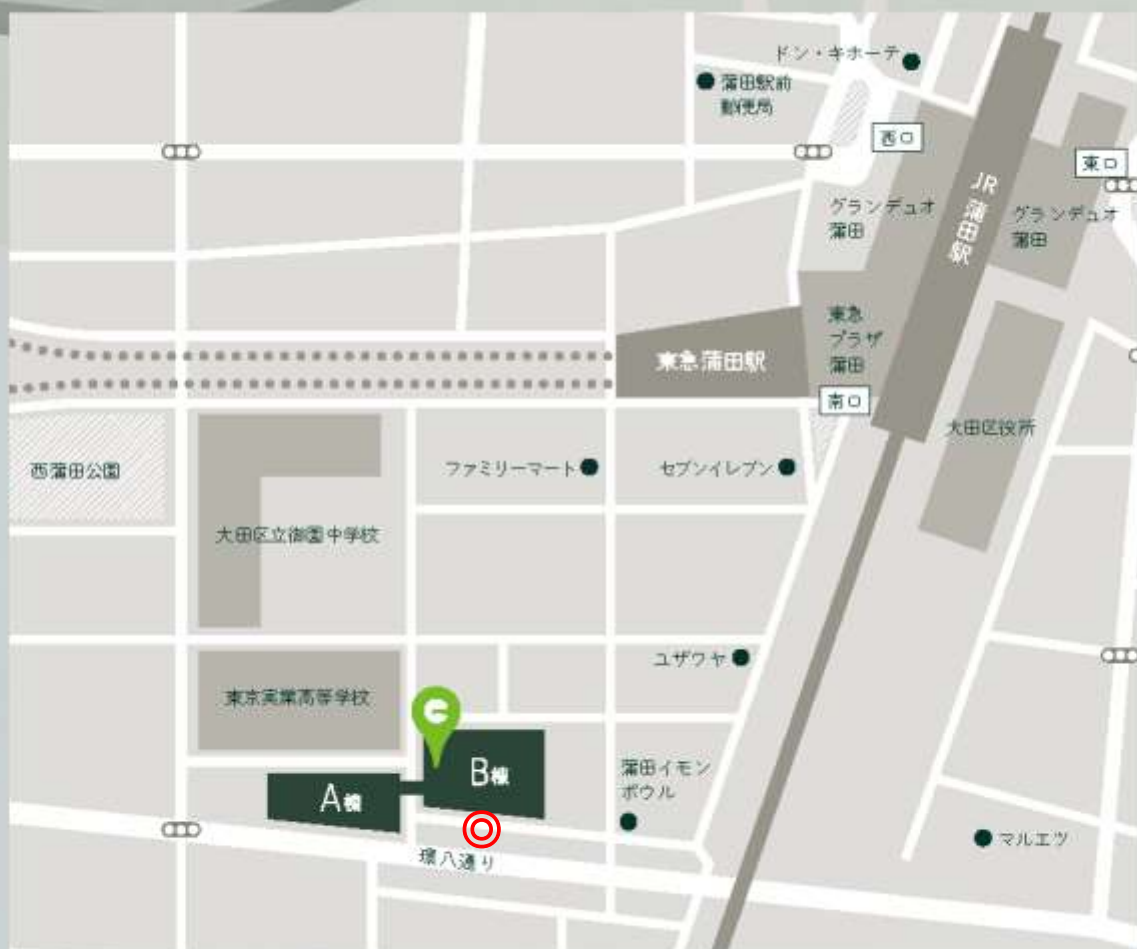 ドン・キホーテ
蒲田駅前
郵便局
西口
東口
JR 蒲田駅
グランデュオ
蒲田
グランデュオ
蒲田
東急
プラザ
蒲田
東急蒲田駅
南口
大田区役所
西蒲田公園
ファミリーマート
セブンイレブン
大田区立御園中学校
ユザワヤ
東京実業高等学校
B棟
A棟
蒲田イモン
ボウル
マルエツ
環八通り